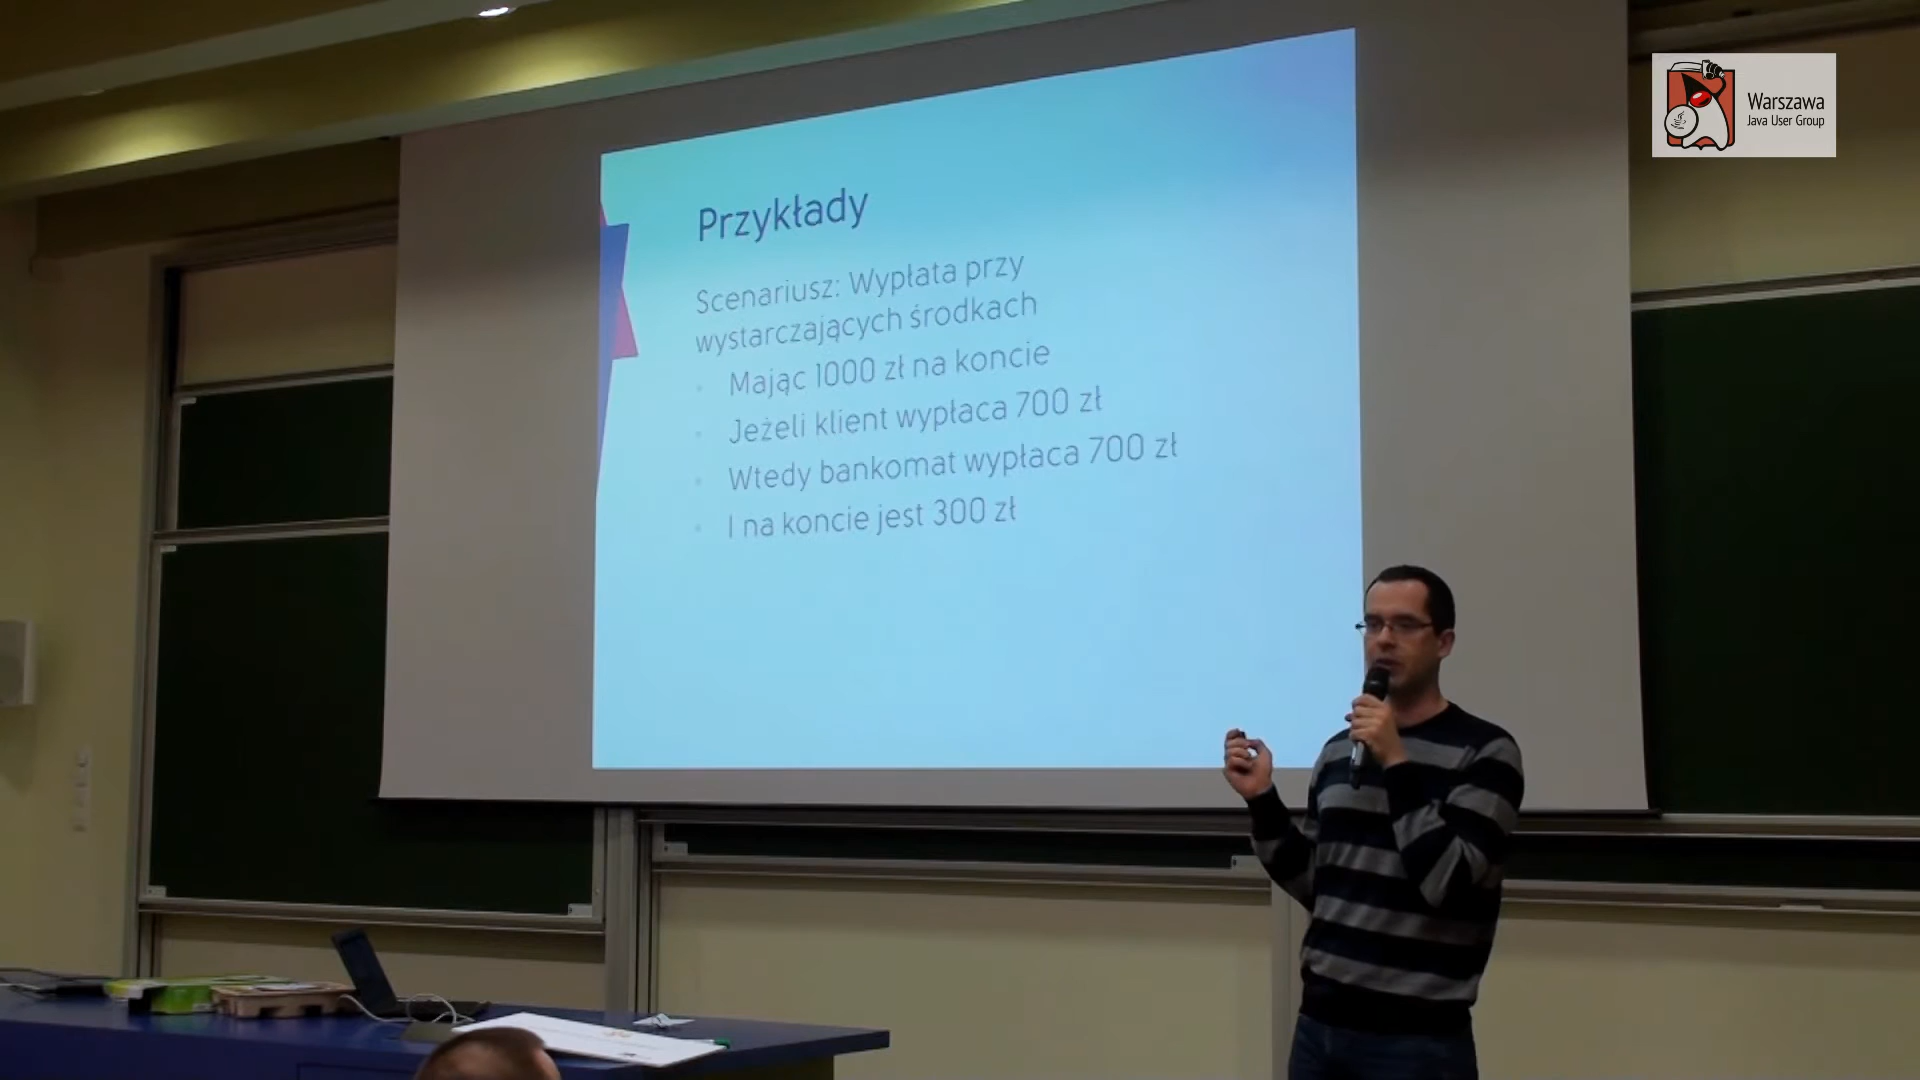 Przykłady
Scenariusz: Wypłata przy
wystarczających środkach
Mając 1000 zł na koncie
Jeżeli klient wypłaca 700 zł
Wtedy bankomat wypłaca 700 zł
I na koncie jest 300 zł
Warszawa
Java User Group